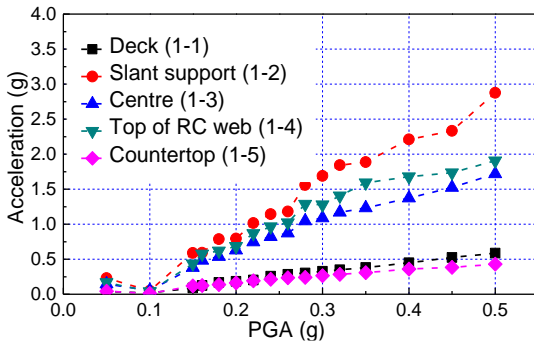 4.0
3.5
3.0
2.5
2.0
1.5
1.0
0.5
0.0
Acceleration (g)
Deck (1-1)
Slant support (1-2)
Centre (1-3)
Top of RC web (1-4)
Countertop (1-5)
0.0 0.1 0.2 0.3 0.4 0.5
PGA (g)